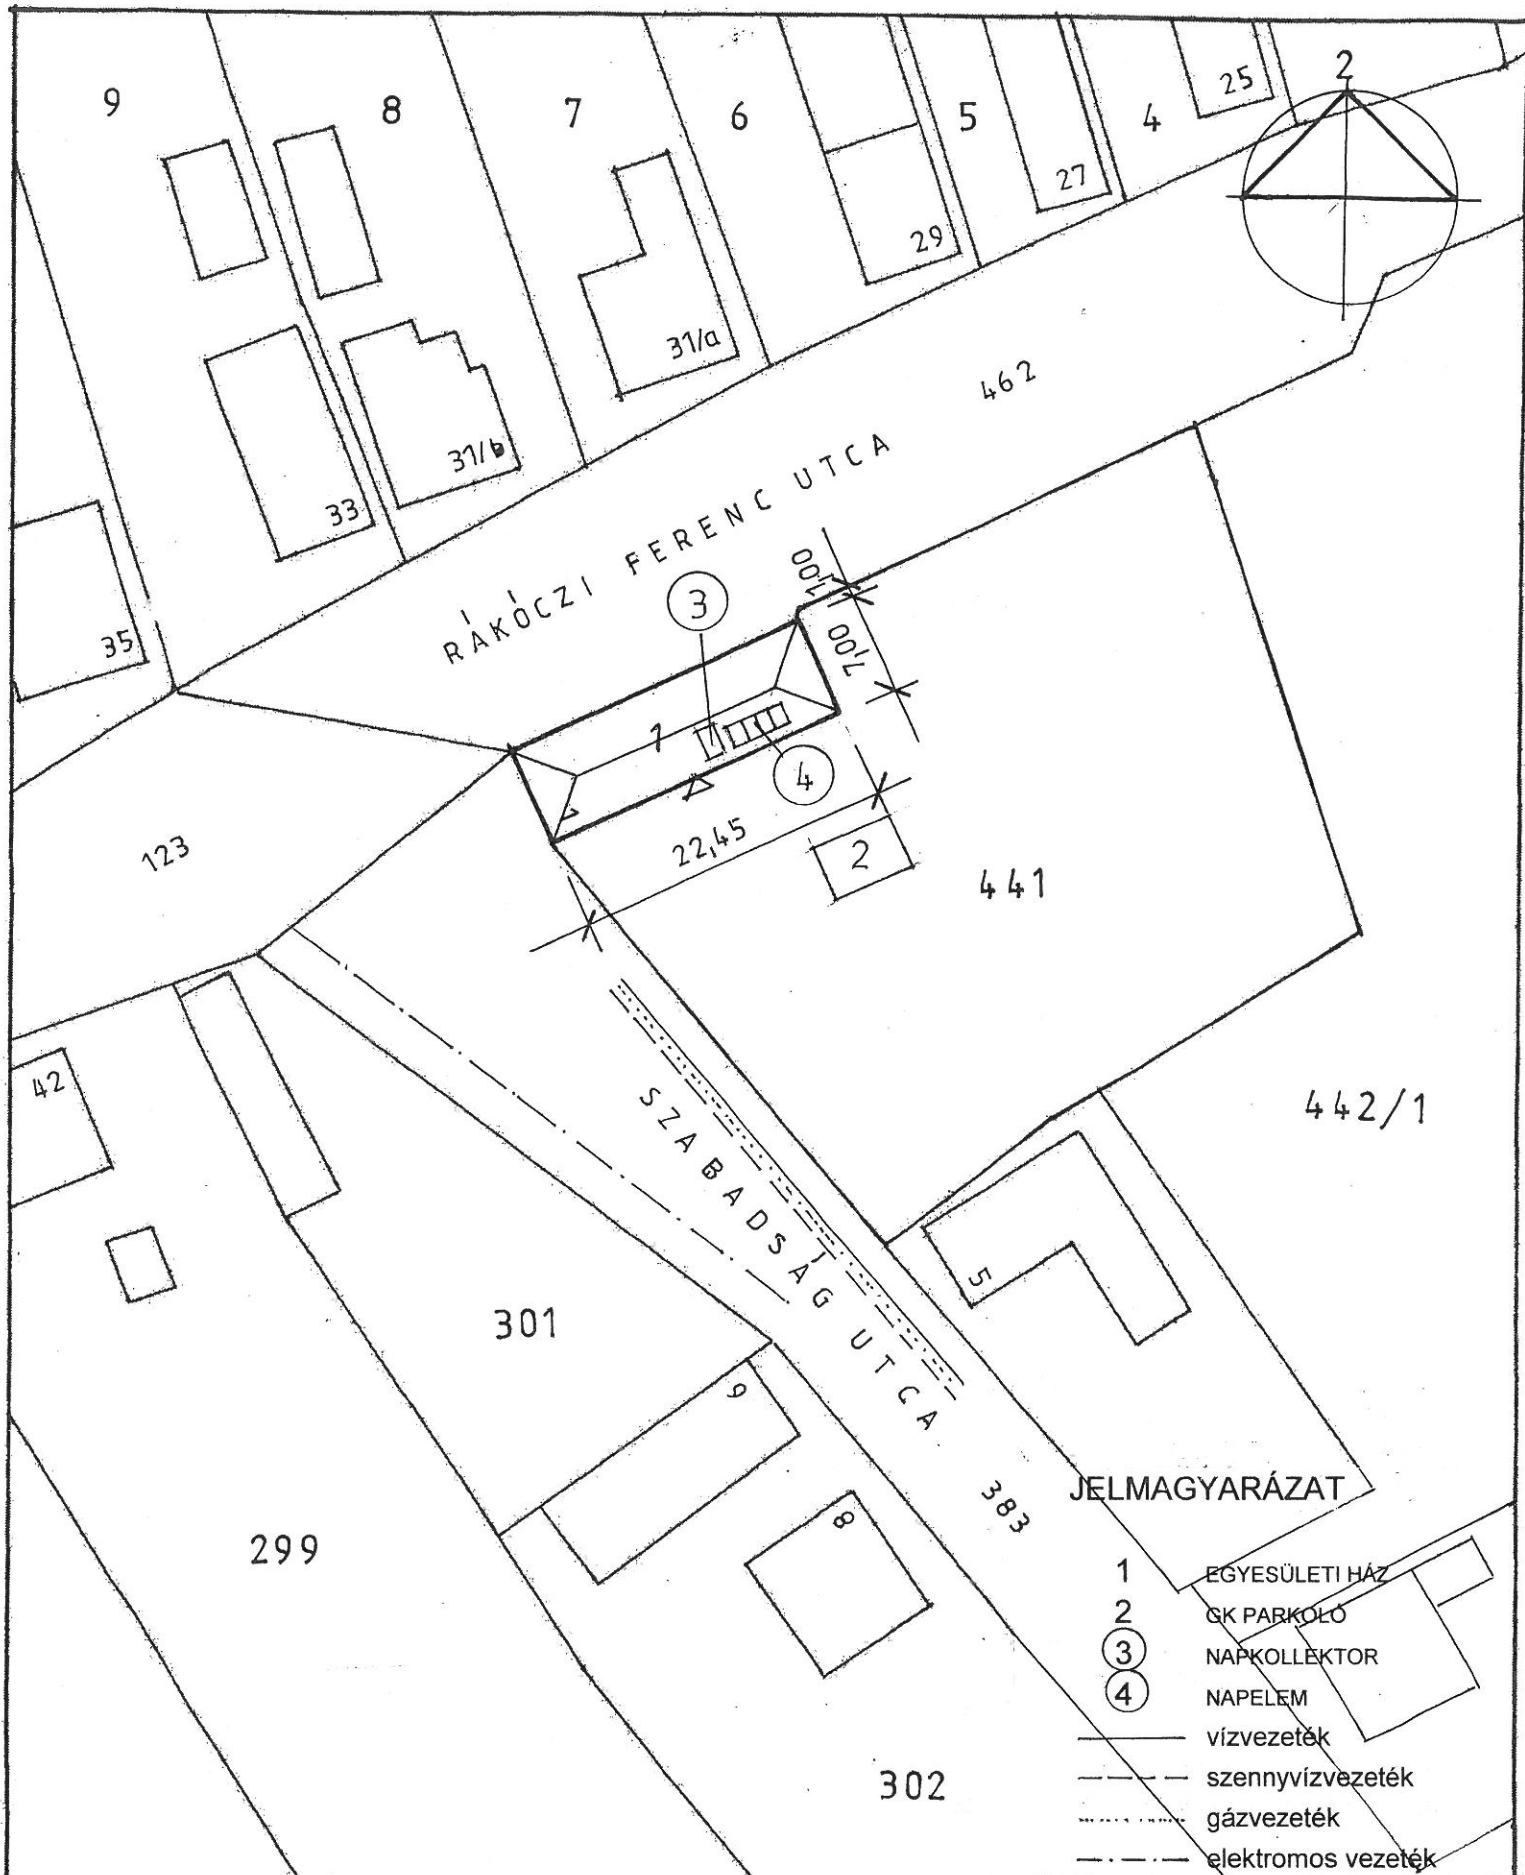 9
8
7
6
5
4
25
2
27
29
31/a
31/b
33
35
462
RÁKÓCZI FERENC UTCA
3
1,00
7,00
1
4
22,45
2
123
441
42
442/1
SZABADSÁG UTCA
383
5
301
9
8
299
302
JELMAGYARÁZAT
1 EGYESÜLETI HÁZ
2 GK PARKOLÓ
3 NAPKOLLEKTOR
4 NAPELEM
vízvezeték
szennyvízvezeték
gázvezeték
elektromos vezeték